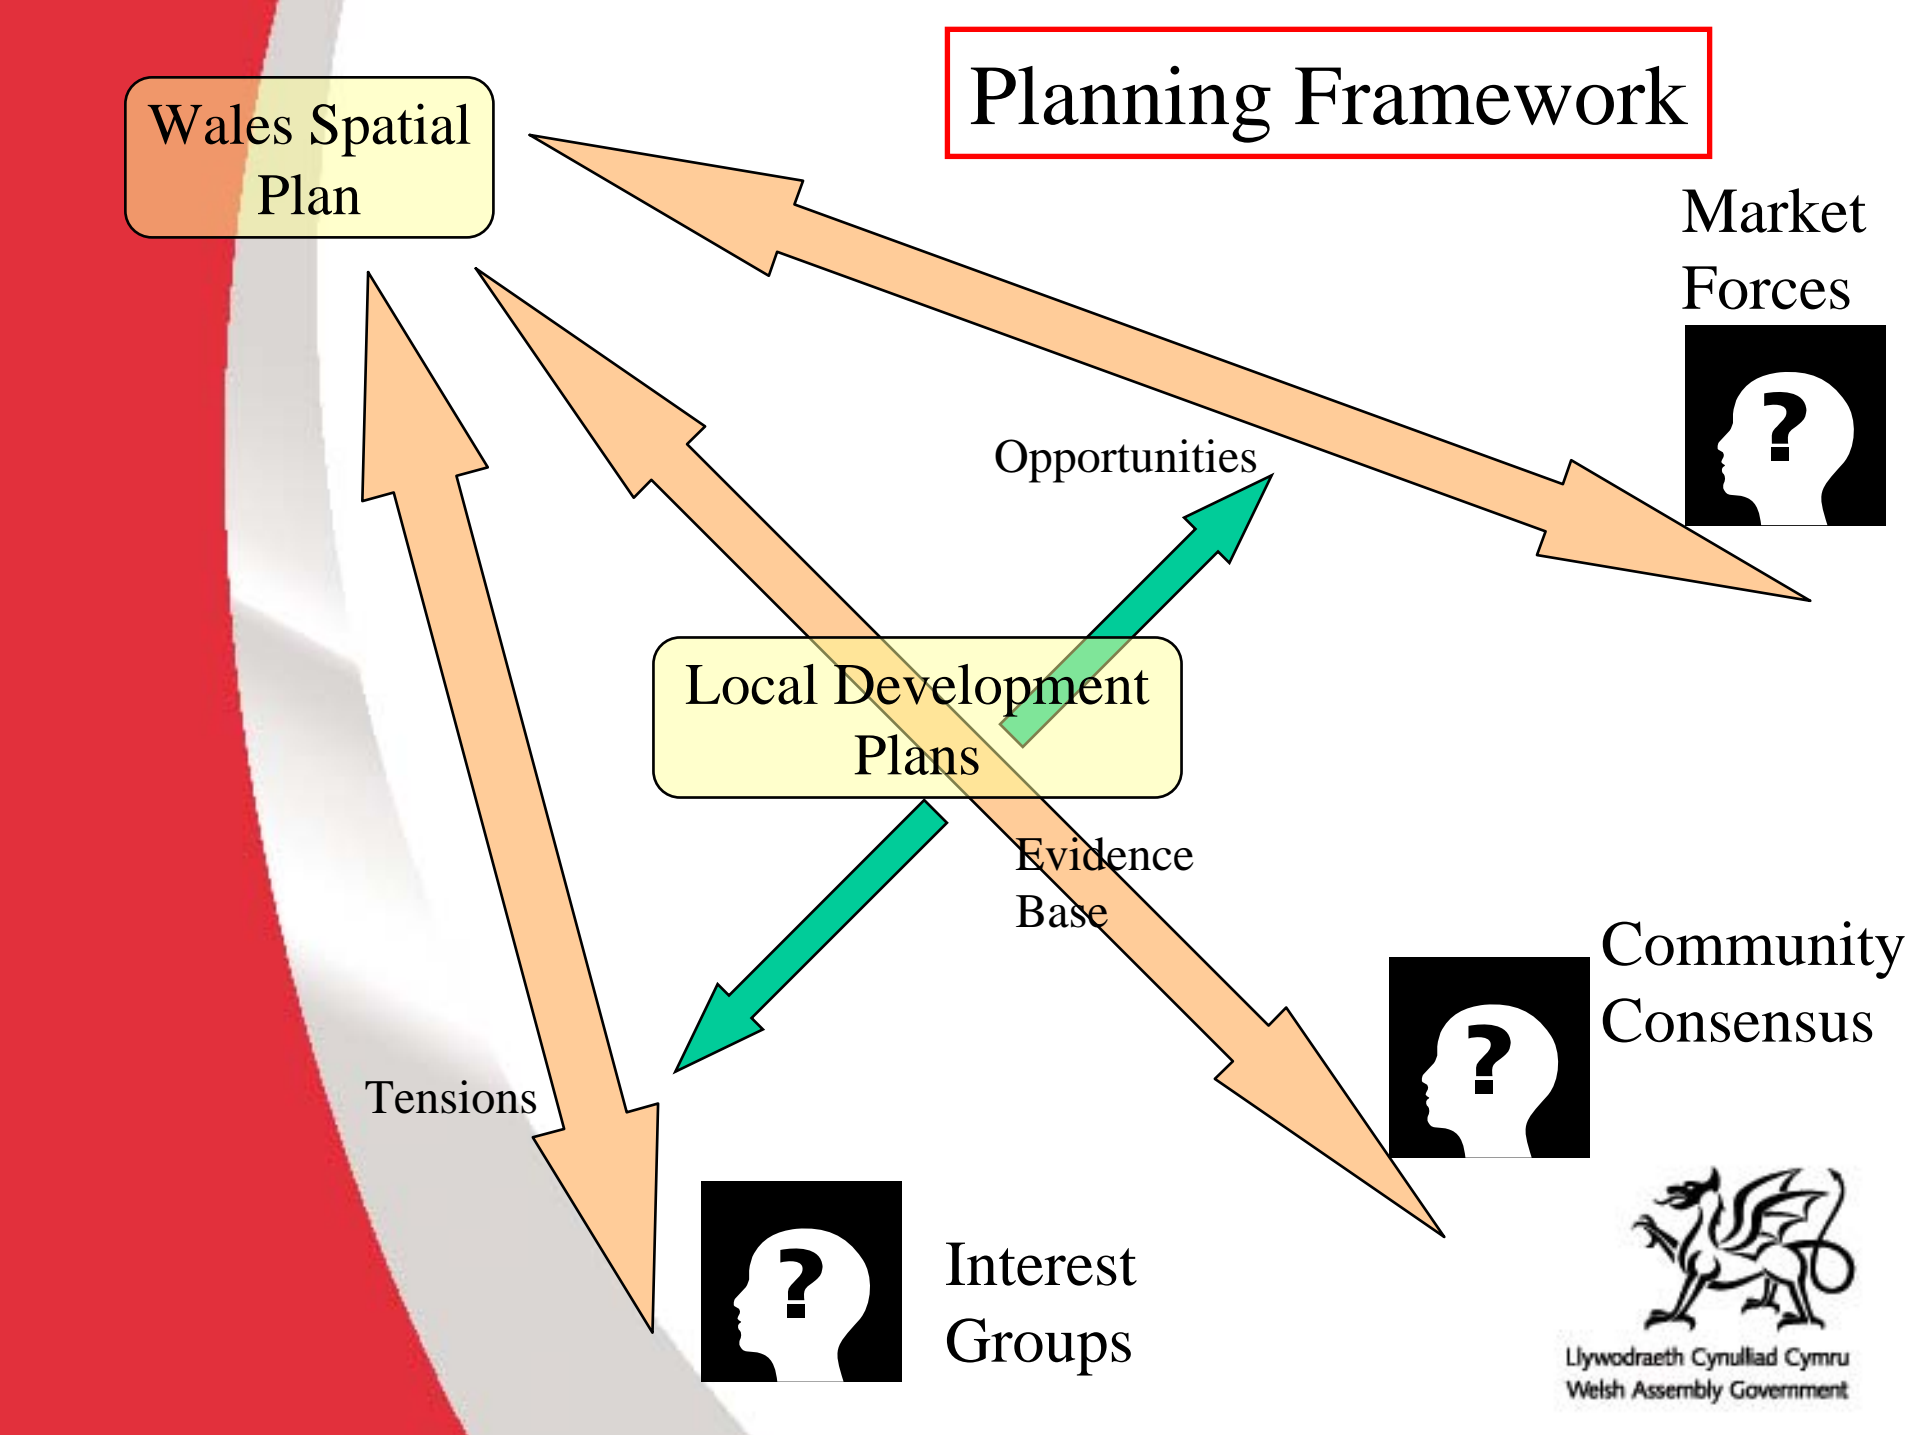 Planning Framework
Wales Spatial
Plan
Market
Forces
?
Opportunities
Local Development
Plans
Evidence
Base
Community
Consensus
?
Tensions
?
Interest
Groups
Llywodraeth Cynulliad Cymru
Welsh Assembly Government